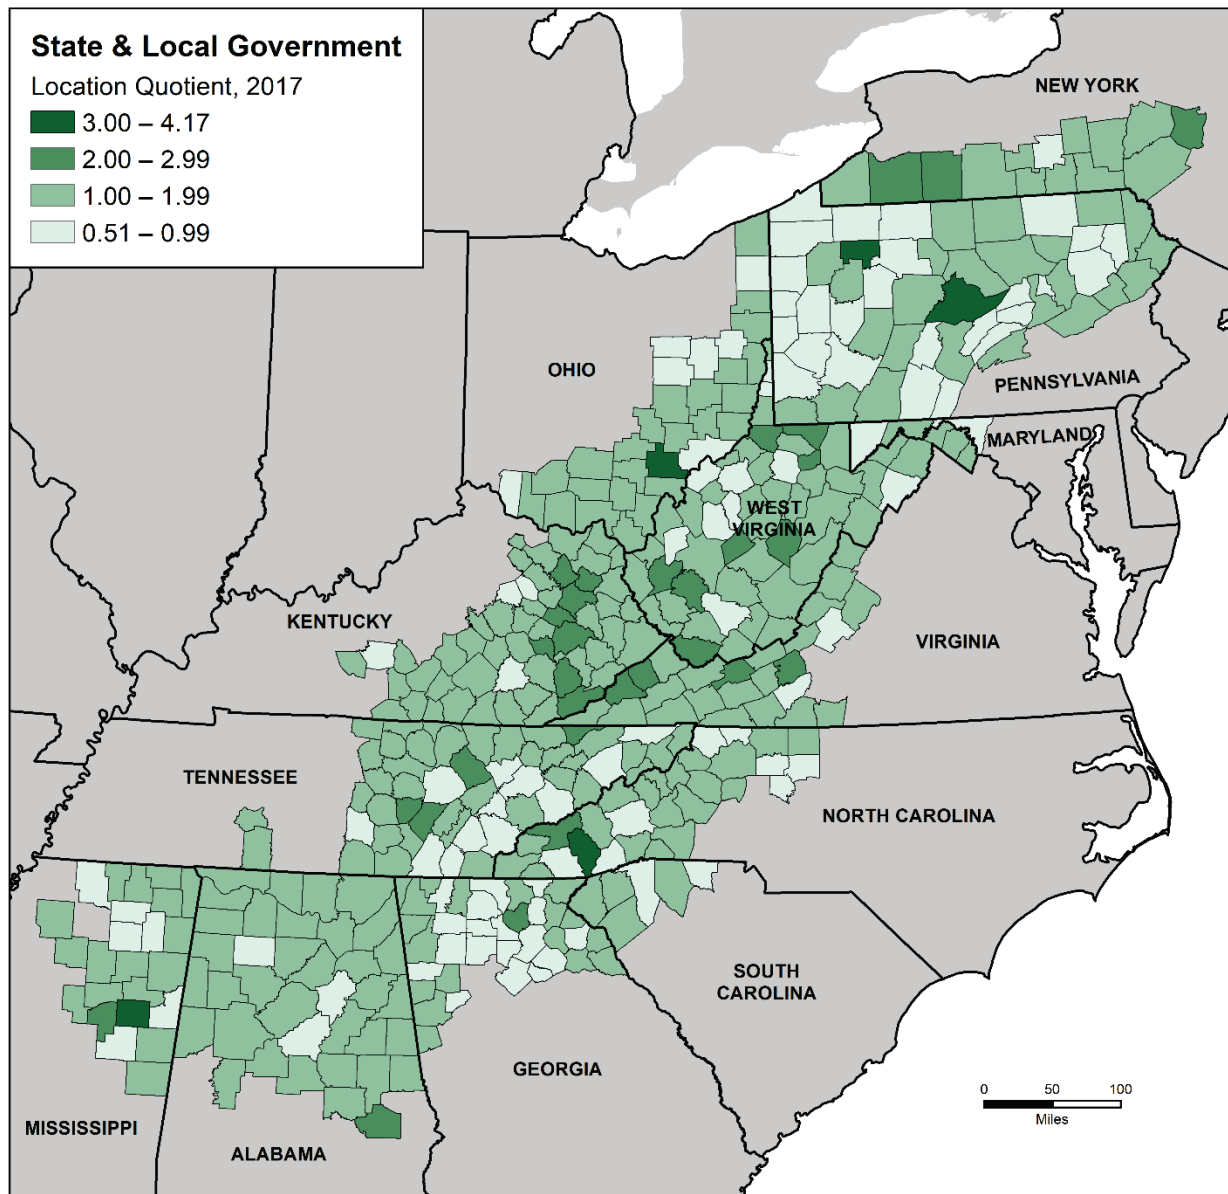 State & Local Government
Location Quotient, 2017
3.00 – 4.17
2.00 – 2.99
1.00 – 1.99
0.51 – 0.99
NEW YORK
OHIO
PENNSYLVANIA
MARYLAND
WEST
VIRGINIA
KENTUCKY
VIRGINIA
TENNESSEE
NORTH CAROLINA
SOUTH
CAROLINA
GEORGIA
0 50 100
Miles
MISSISSIPPI
ALABAMA